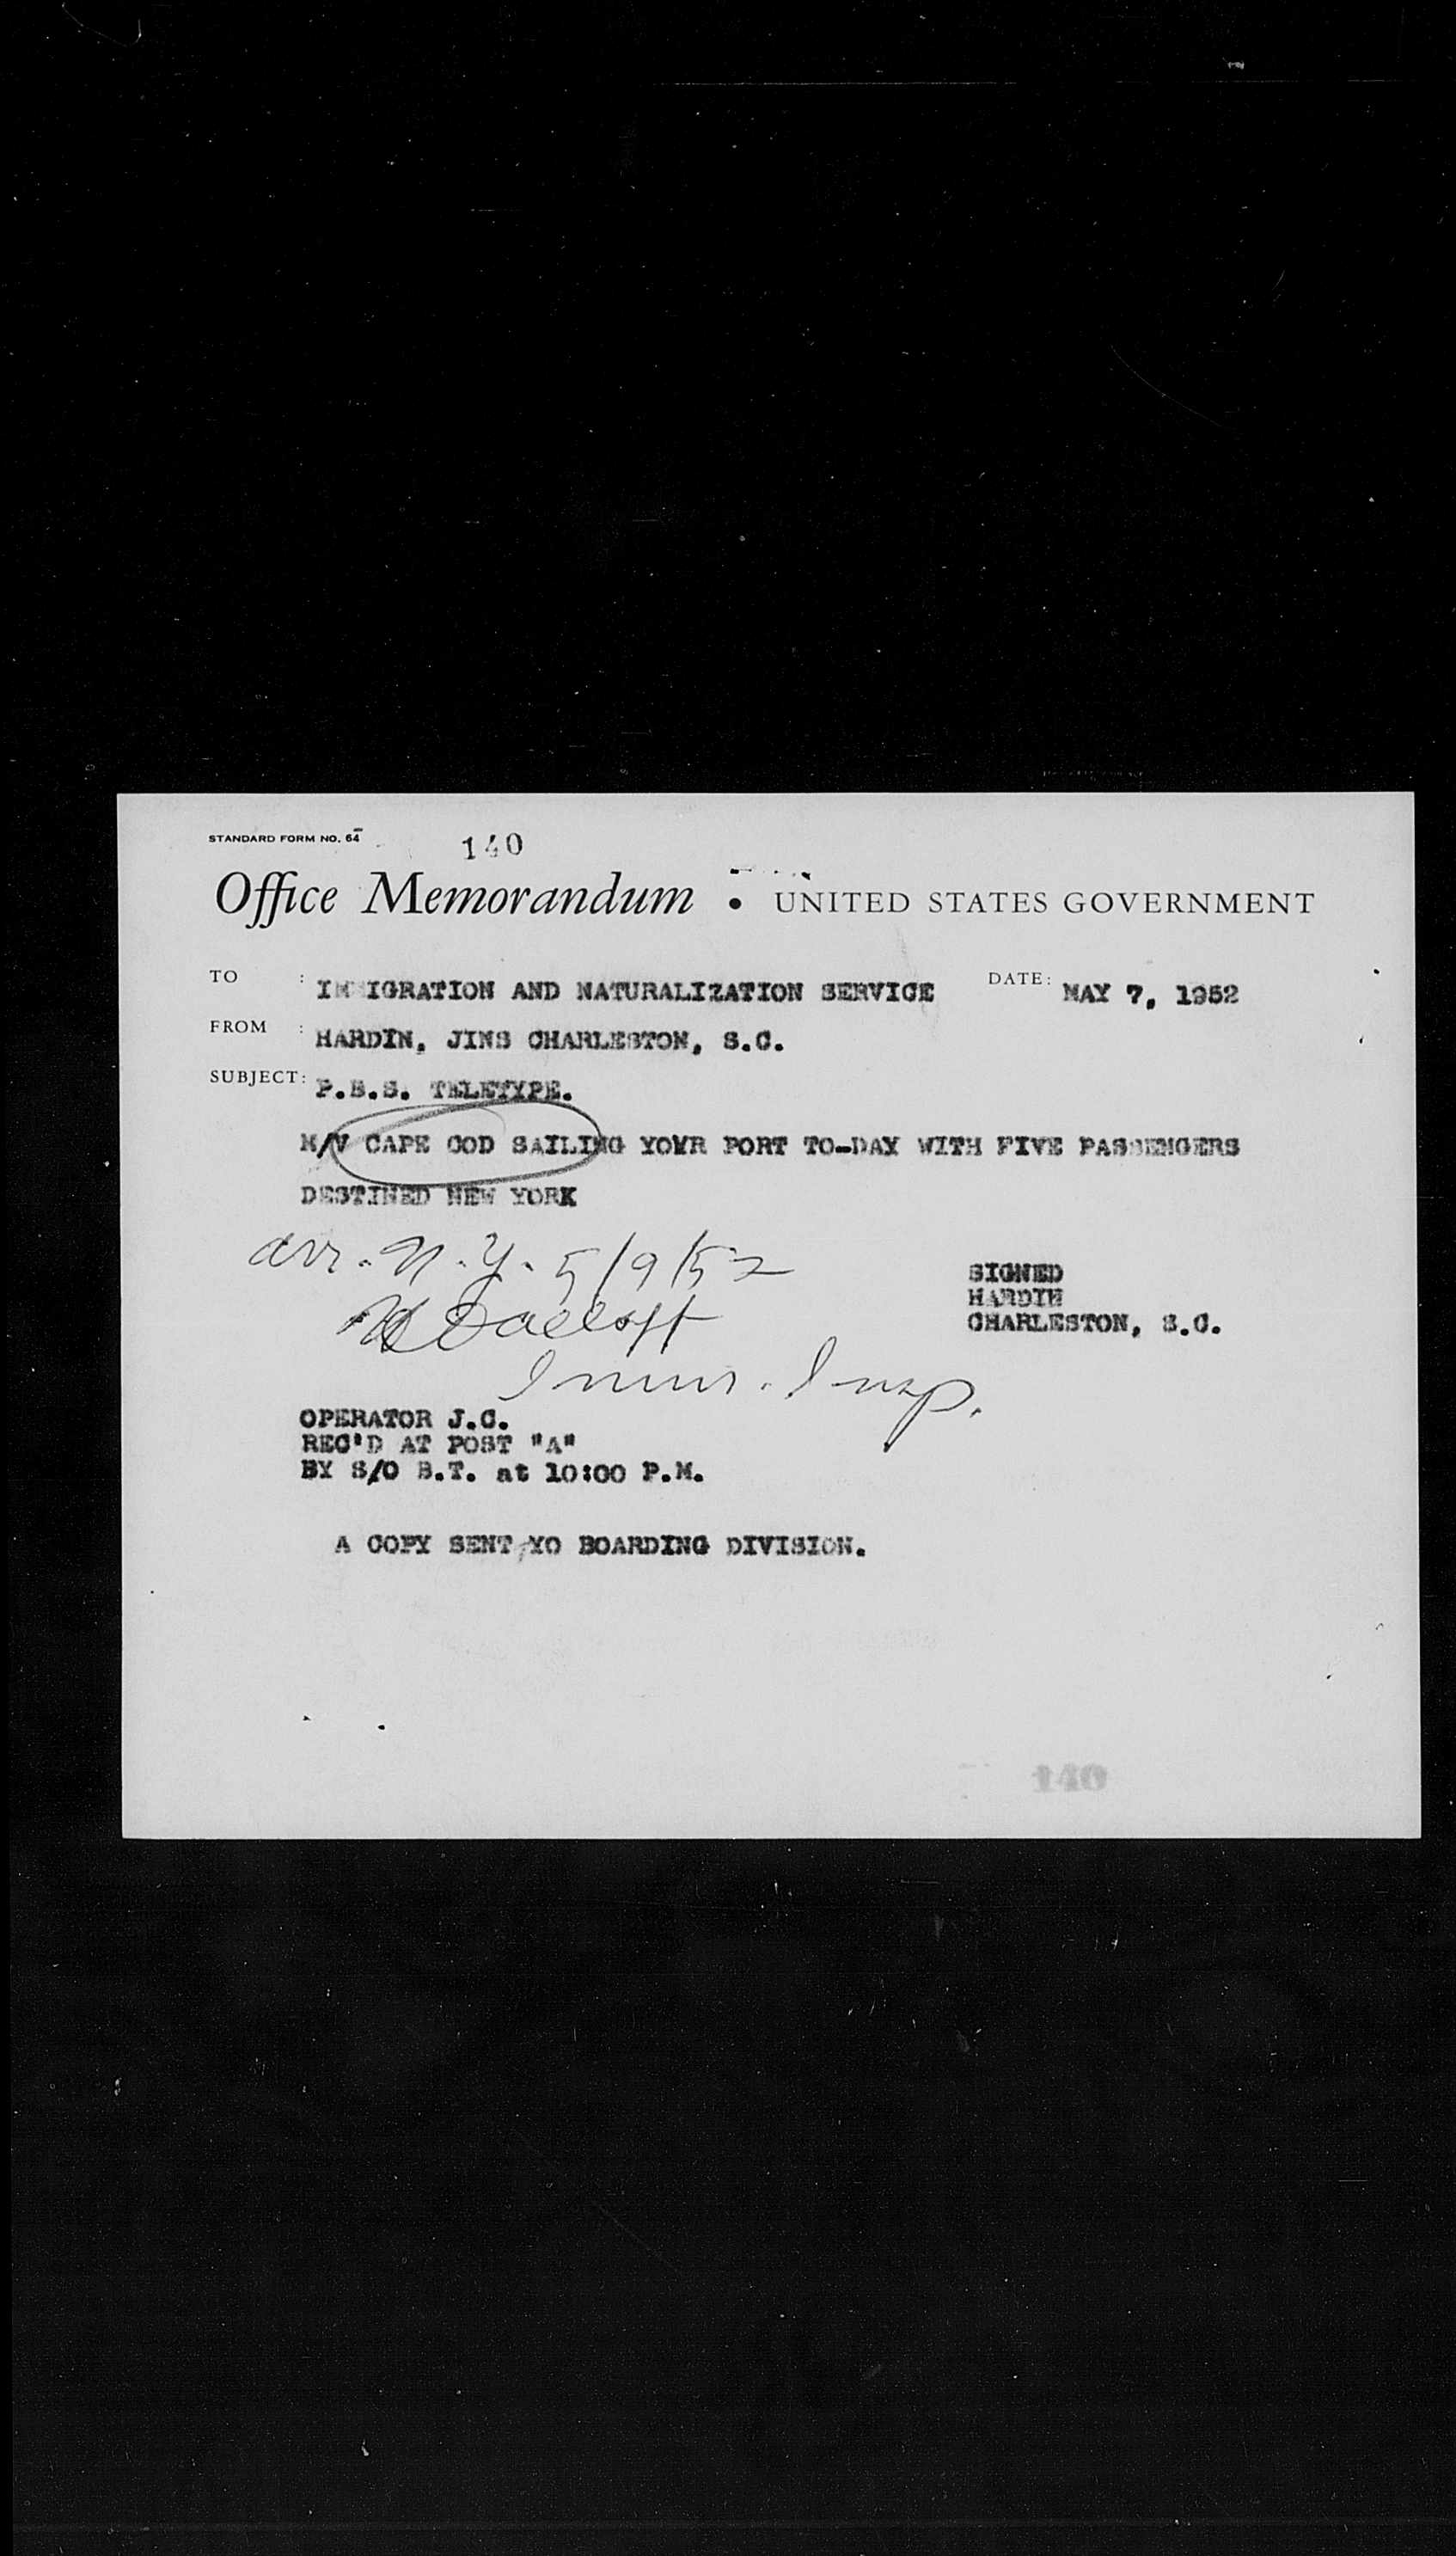 STANDARD FORM NO. 64
140
Office Memorandum • UNITED STATES GOVERNMENT
TO : IMMIGRATION AND NATURALIZATION SERVICE DATE: MAY 7, 1952
FROM : HARDIN, JINS CHARLESTON, S.C.
SUBJECT: P.B.S. TELETYPE.
M/V CAPE COD SAILING YOWR PORT TO-DAY WITH FIVE PASSENGERS
DESTINED NEW YORK
arr. N.Y. 5/9/52
SIGNED
HARDIN
CHARLESTON, S.C.
Immr. Insp.
OPERATOR J.C.
REC'D AT POST "A"
BY S/O B.T. at 10:00 P.M.
A COPY SENT YO BOARDING DIVISION.
140